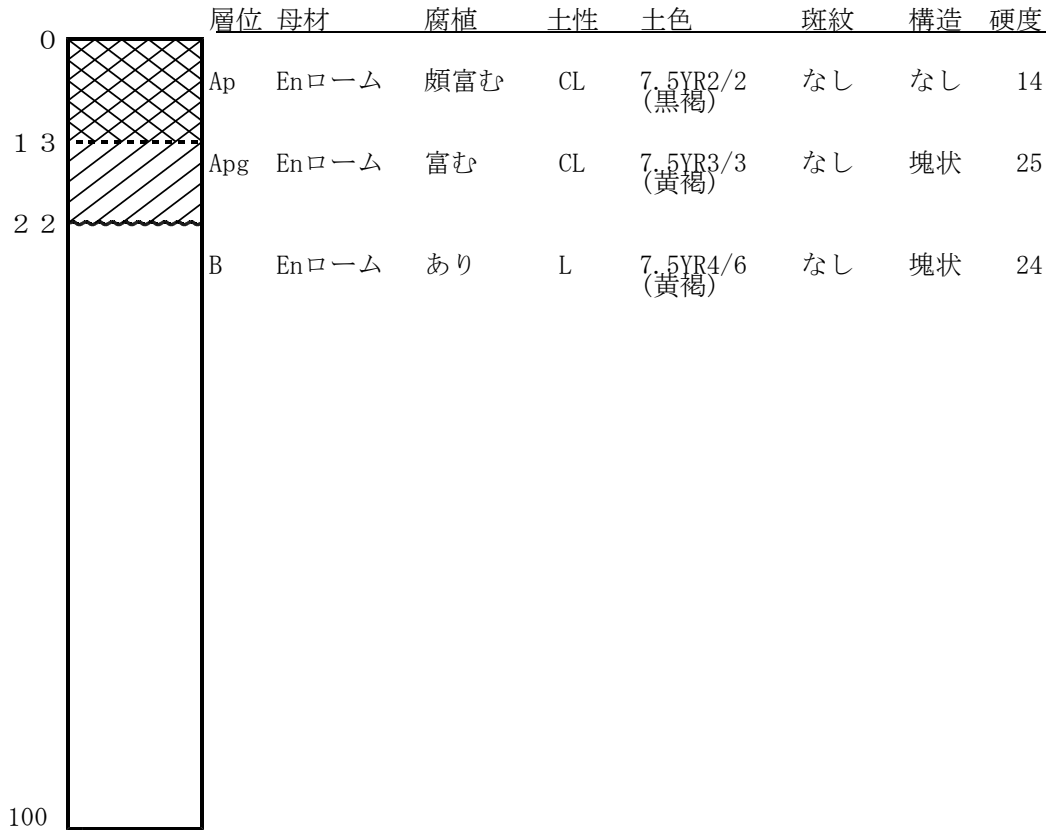 層位 母材 腐植 土性 土色 斑紋 構造 硬度
0
Ap Enローム 頗富む CL 7.5YR2/2 なし なし 14
(黒褐)
13
Apg Enローム 富む CL 7.5YR3/3 なし 塊状 25
(黄褐)
22
B Enローム あり L 7.5YR4/6 なし 塊状 24
(黄褐)
100